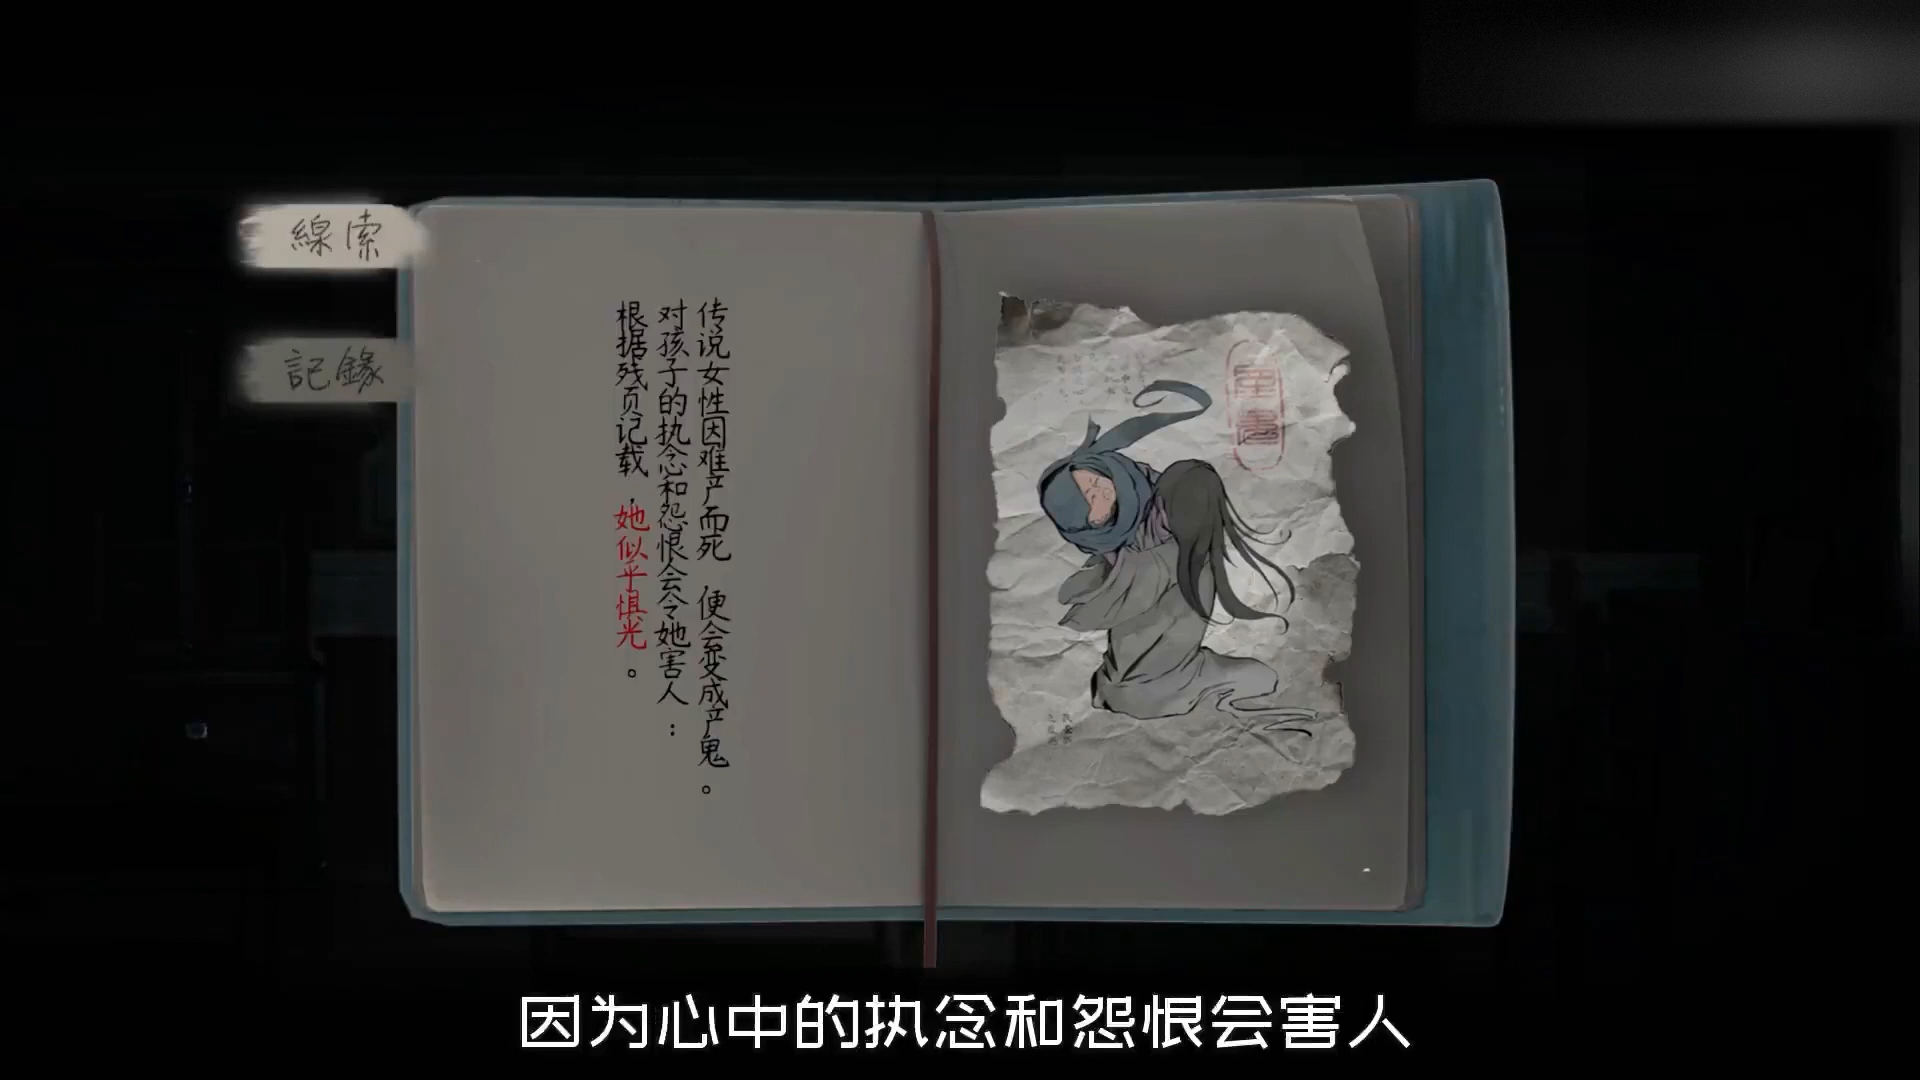 線索
記錄
传说女性因难产而死 便会变成产鬼。
对孩子的执念和怨恨会令她害人：
根据残页记载，她似乎惧光。
因为心中的执念和怨恨会害人